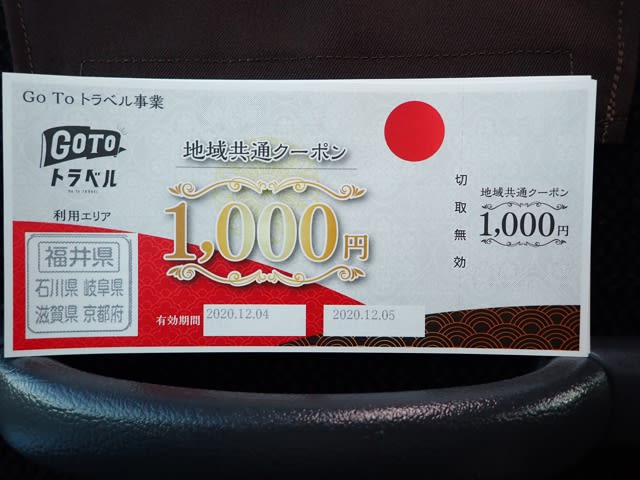 Go To トラベル事業
GOTO
トラベル
地域共通クーポン
1,000円
利用エリア
福井県
石川県 岐阜県
滋賀県 京都府
有効期間 2020.12.04 2020.12.05
切取無効
地域共通クーポン
1,000円